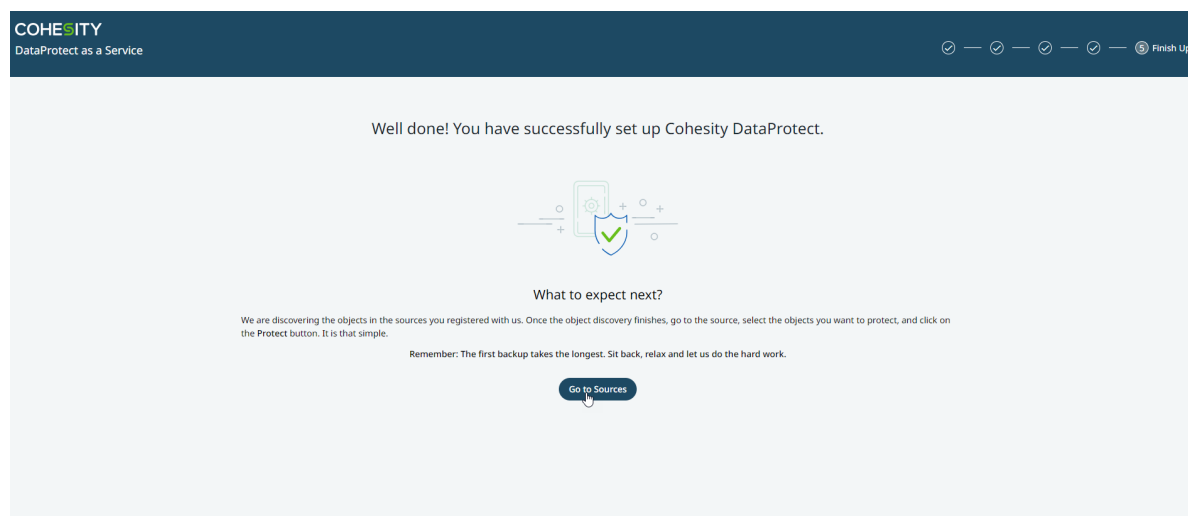 COHESITY
DataProtect as a Service
5 Finish Up
Well done! You have successfully set up Cohesity DataProtect.
What to expect next?
We are discovering the objects in the sources you registered with us. Once the object discovery finishes, go to the source, select the objects you want to protect, and click on
the Protect button. It is that simple.
Remember: The first backup takes the longest. Sit back, relax and let us do the hard work.
Go to Sources